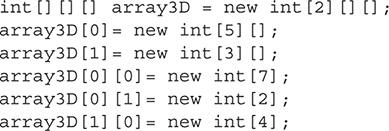 int[][][] array3D = new int[2][][];
array3D[0]= new int[5][];
array3D[1]= new int[3][];
array3D[0][0]= new int[7];
array3D[0][1]= new int[2];
array3D[1][0]= new int[4];